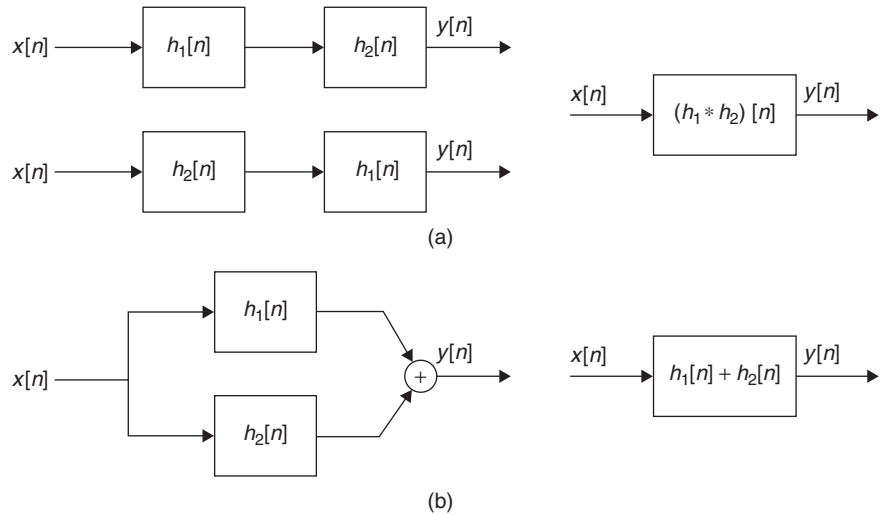 x[n] h₁[n] h₂[n] y[n]
x[n] (h₁ * h₂) [n] y[n]
x[n] h₂[n] h₁[n] y[n]
(a)
h₁[n]
x[n] + y[n]
h₂[n]
x[n] h₁[n] + h₂[n] y[n]
(b)